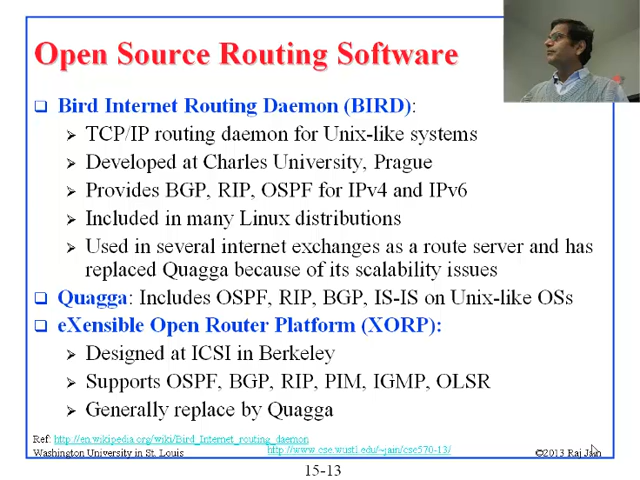 Open Source Routing Software
Bird Internet Routing Daemon (BIRD):
TCP/IP routing daemon for Unix-like systems
Developed at Charles University, Prague
Provides BGP, RIP, OSPF for IPv4 and IPv6
Included in many Linux distributions
Used in several internet exchanges as a route server and has
replaced Quagga because of its scalability issues
Quagga: Includes OSPF, RIP, BGP, IS-IS on Unix-like OSs
eXensible Open Router Platform (XORP):
Designed at ICSI in Berkeley
Supports OSPF, BGP, RIP, PIM, IGMP, OLSR
Generally replace by Quagga
Ref: http://en.wikipedia.org/wiki/Bird_Internet_routing_daemon
Washington University in St. Louis http://www.cse.wustl.edu/~jain/cse570-13/ ©2013 Raj Jain
15-13